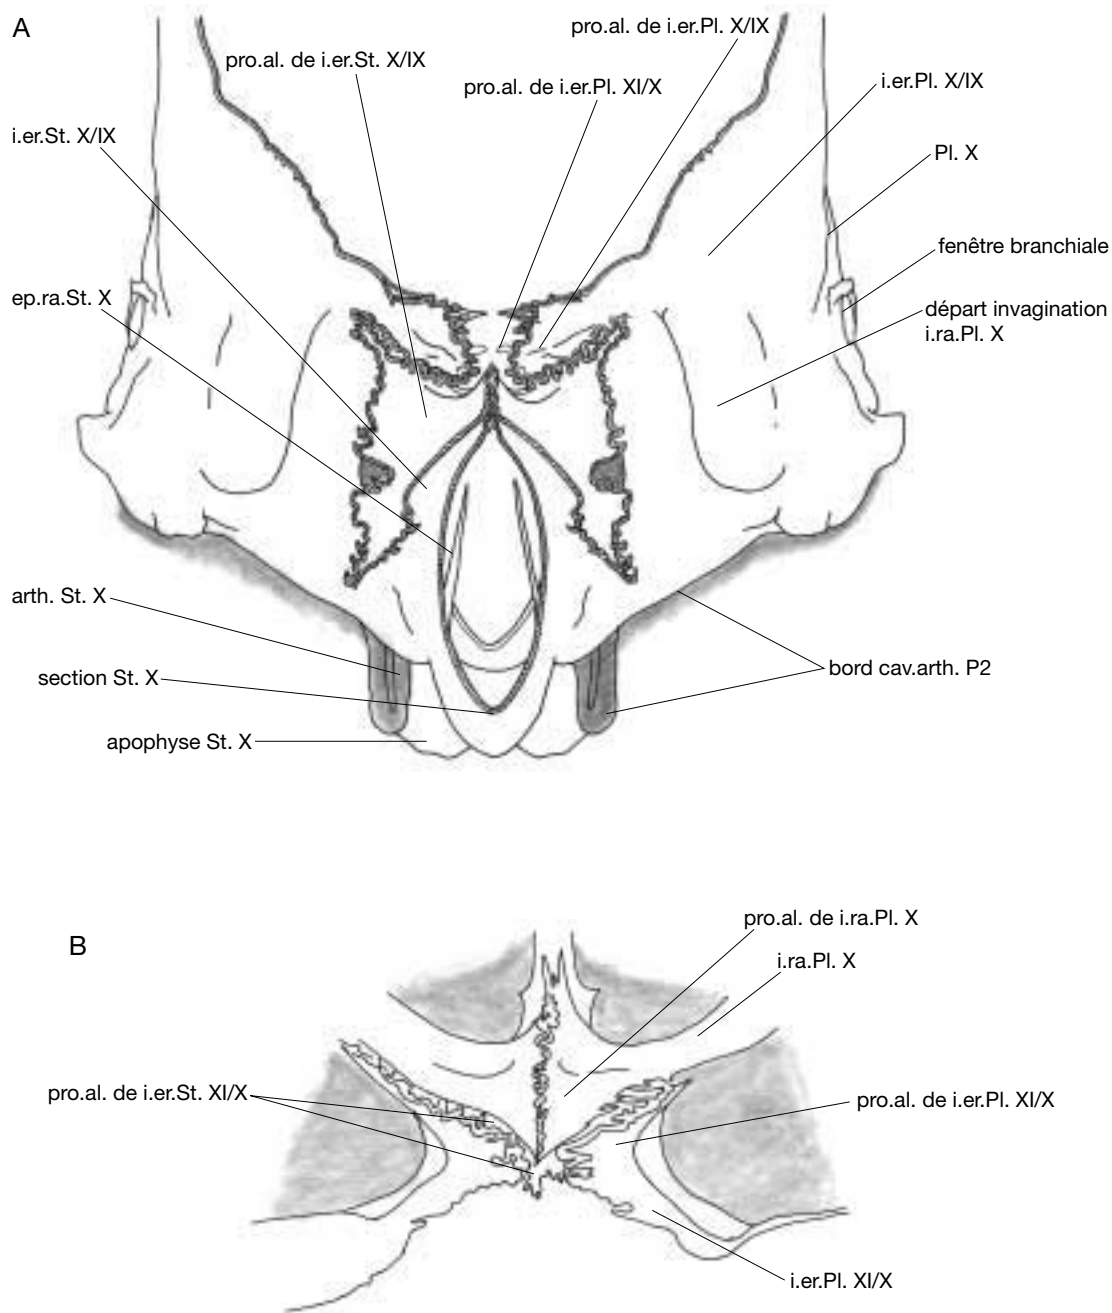 A
pro.al. de i.er.Pl. X/IX
pro.al. de i.er.St. X/IX
pro.al. de i.er.Pl. XI/X
i.er.Pl. X/IX
i.er.St. X/IX
Pl. X
fenêtre branchiale
ep.ra.St. X
départ invagination
i.ra.Pl. X
arth. St. X
section St. X
bord cav.arth. P2
apophyse St. X
B
pro.al. de i.ra.Pl. X
i.ra.Pl. X
pro.al. de i.er.St. XI/X
pro.al. de i.er.Pl. XI/X
i.er.Pl. XI/X